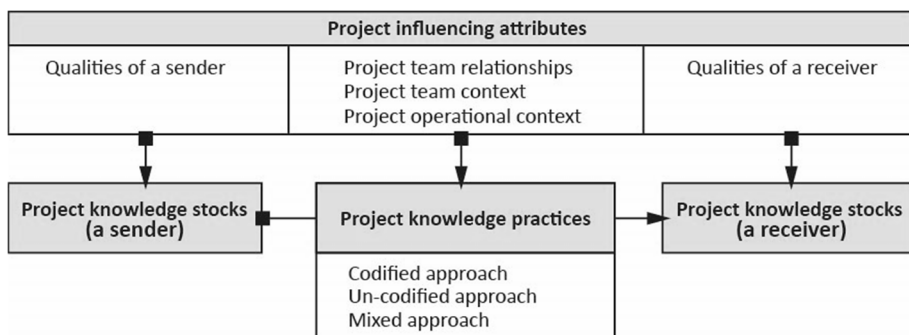 Project influencing attributes
Qualities of a sender
Project team relationships
Project team context
Project operational context
Qualities of a receiver
Project knowledge stocks
(a sender)
Project knowledge practices
Codified approach
Un-codified approach
Mixed approach
Project knowledge stocks
(a receiver)